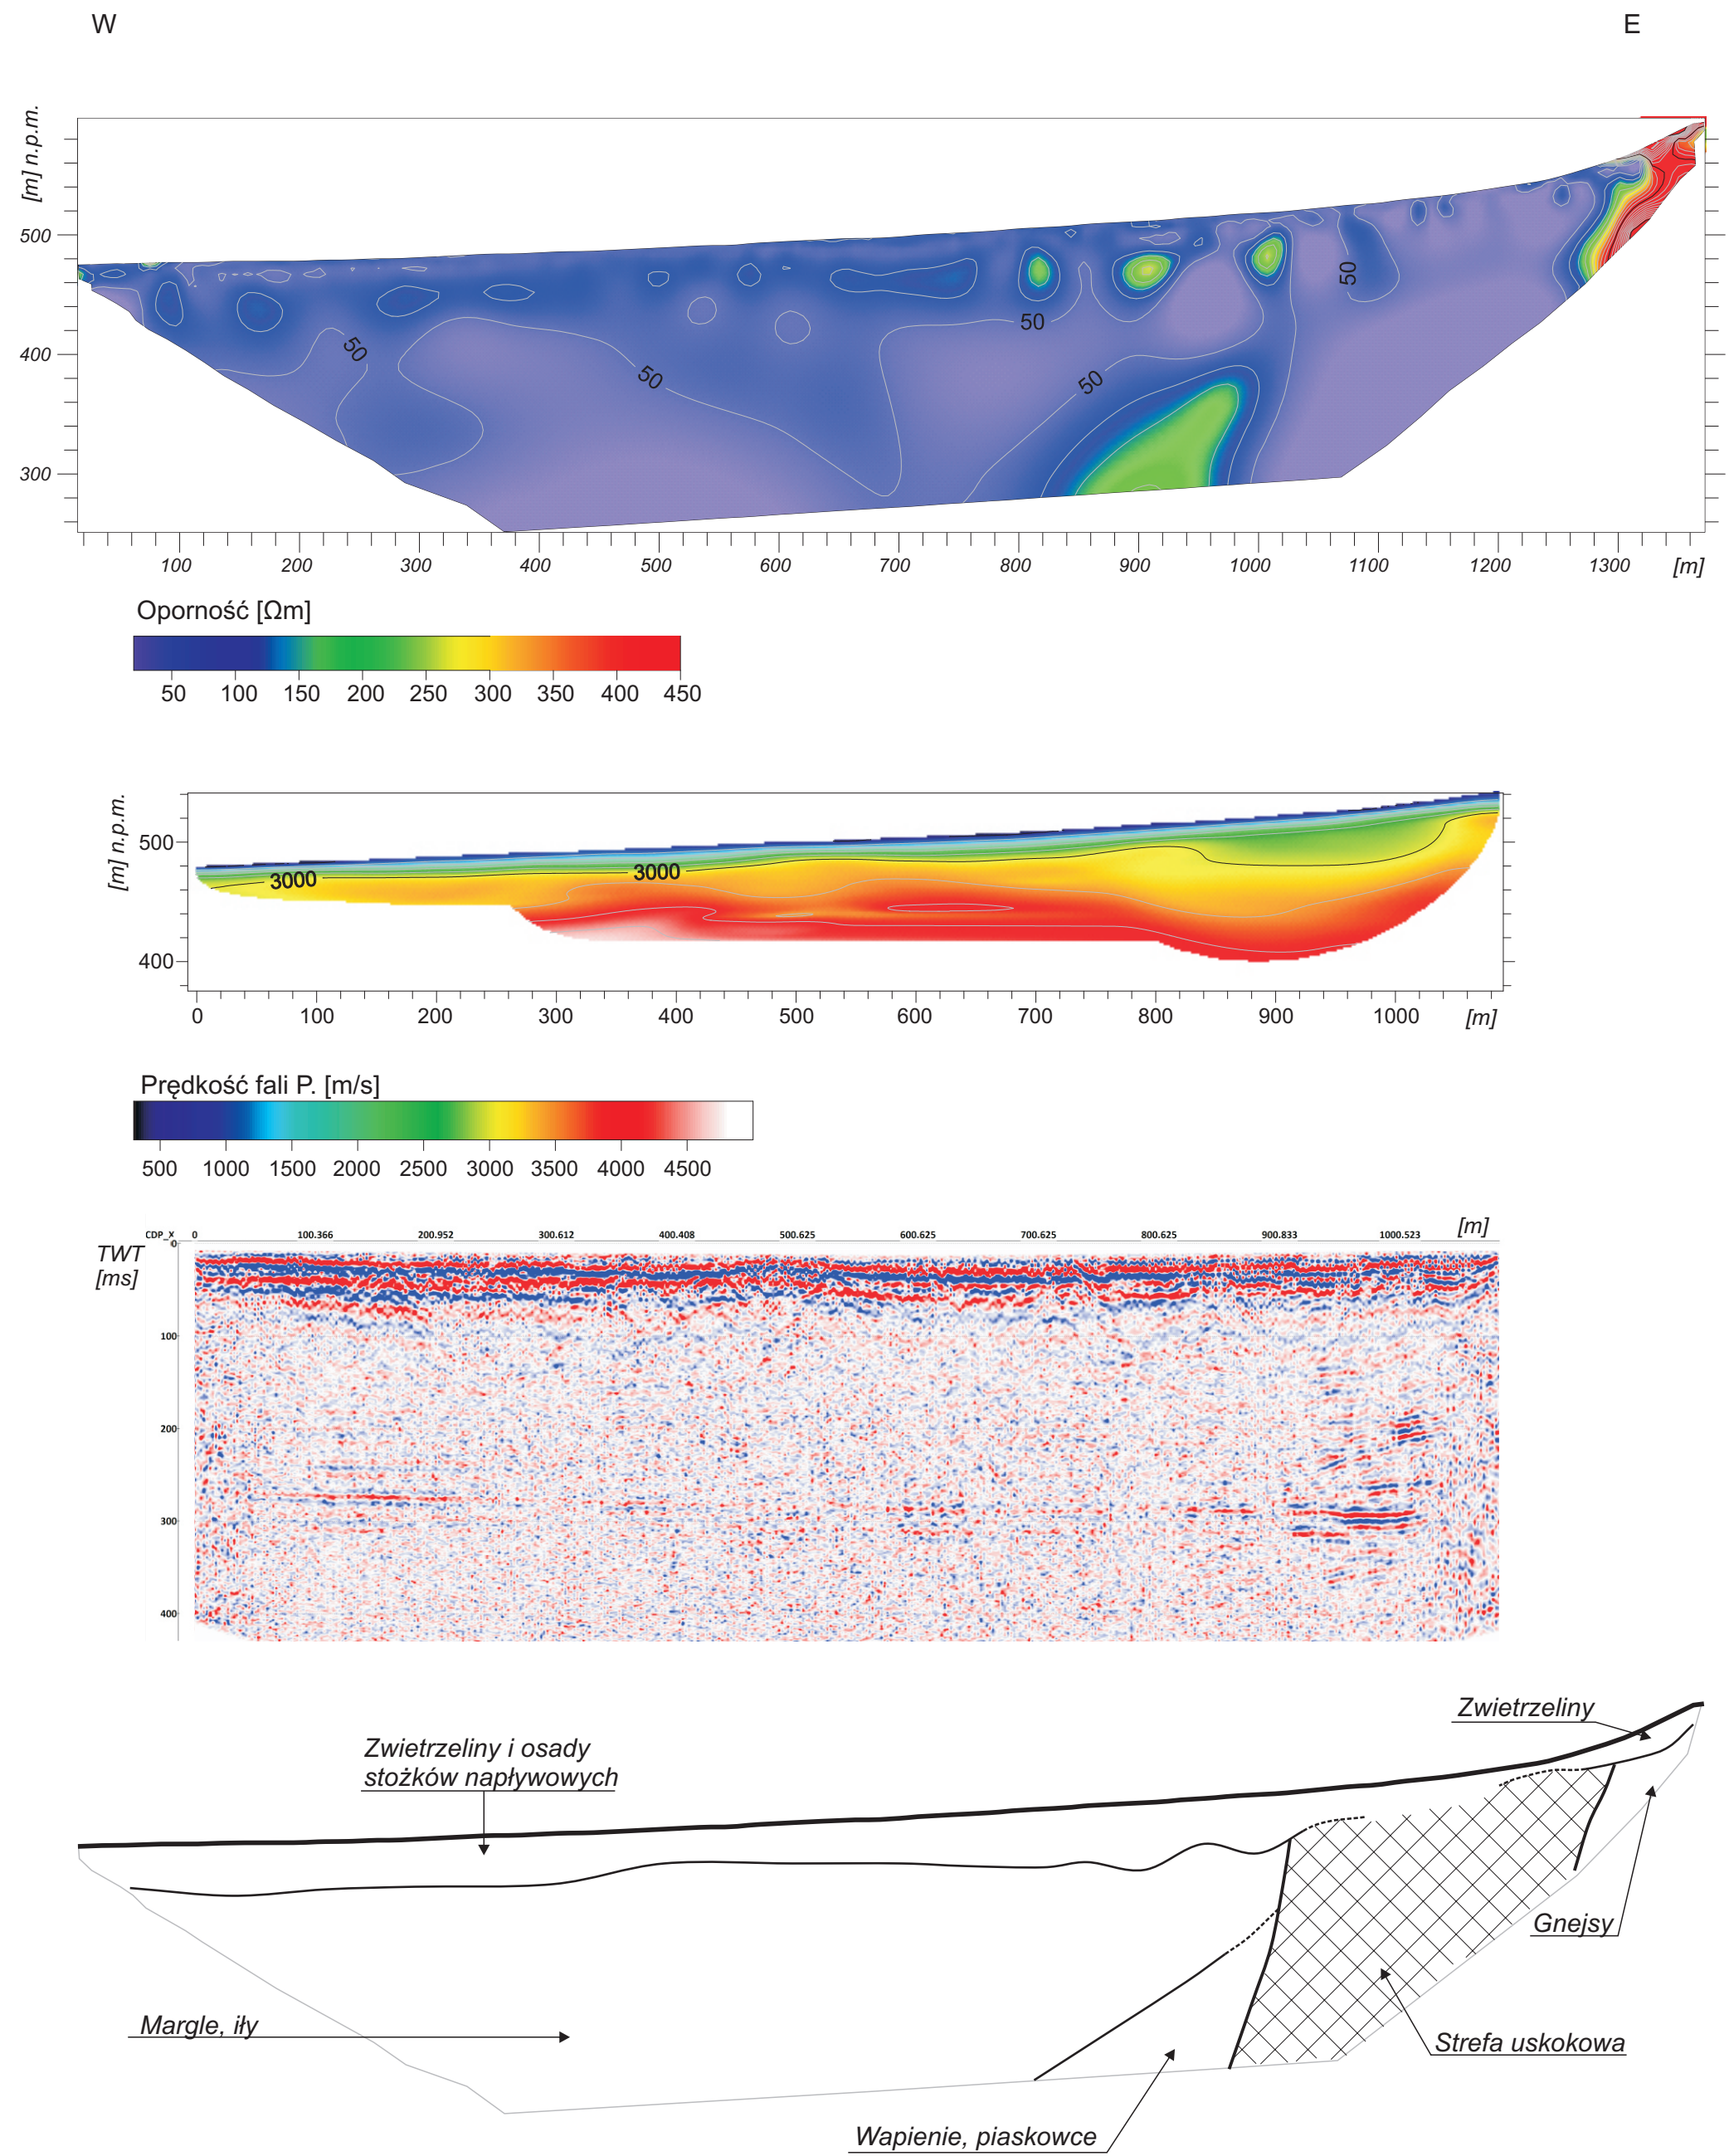 W E
[m] n.p.m.
500
400
300
50 50 50 50 50
100 200 300 400 500 600 700 800 900 1000 1100 1200 1300 [m]
Oporność [Ωm]
50 100 150 200 250 300 350 400 450
[m] n.p.m.
500
400
3000 3000
0 100 200 300 400 500 600 700 800 900 1000 [m]
Prędkość fali P. [m/s]
500 1000 1500 2000 2500 3000 3500 4000 4500
CDP_X 0 100.366 200.952 300.612 400.408 500.625 600.625 700.625 800.625 900.833 1000.523 [m]
TWT
[ms]
0
100
200
300
400
Zwietrzeliny
Zwietrzeliny i osady
stożków napływowych
Gnejsy
Margle, iły
Strefa uskokowa
Wapienie, piaskowce